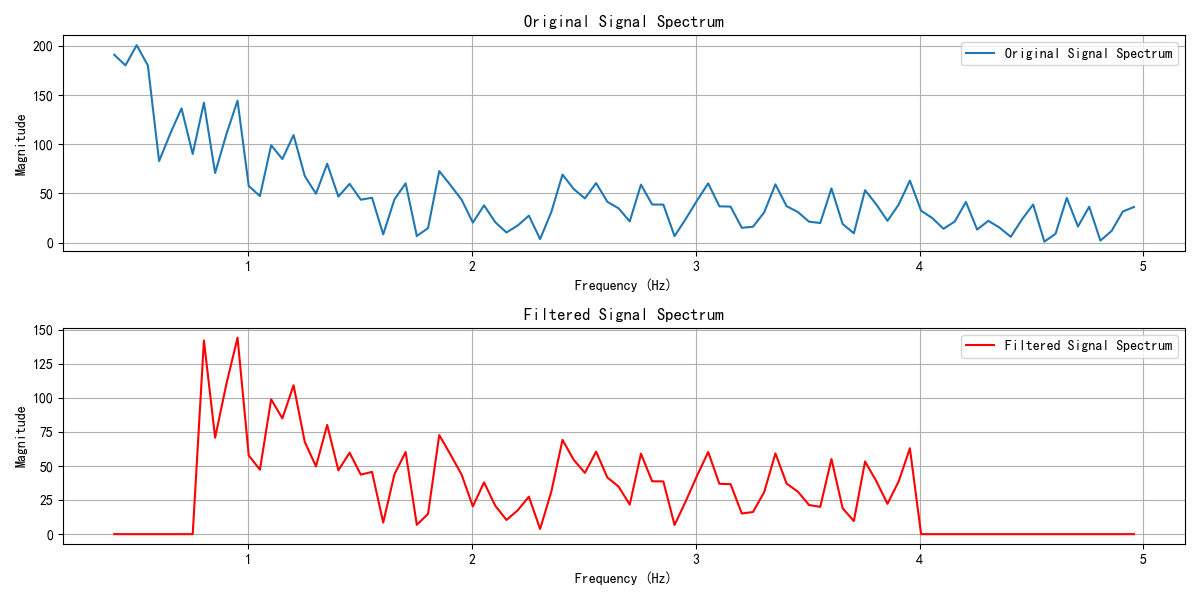 Original Signal Spectrum
200
150
100
50
0
Magnitude
Original Signal Spectrum
1 2 3 4 5
Frequency (Hz)
Filtered Signal Spectrum
150
125
100
75
50
25
0
Magnitude
Filtered Signal Spectrum
1 2 3 4 5
Frequency (Hz)